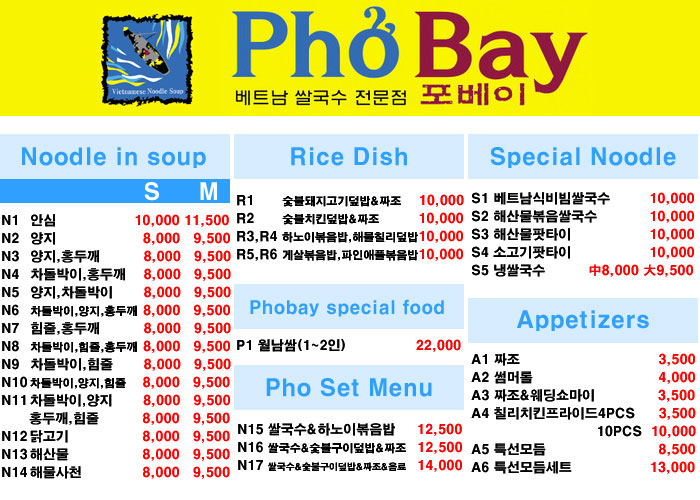 Vietnamese Noodle Soup
Phở Bay
베트남 쌀국수 전문점 포베이
Noodle in soup
S M
N1 안심 10,000 11,500
N2 양지 8,000 9,500
N3 양지,홍두깨 8,000 9,500
N4 차돌박이,홍두깨 8,000 9,500
N5 양지,차돌박이 8,000 9,500
N6 차돌박이,양지,홍두깨 8,000 9,500
N7 힘줄,홍두깨 8,000 9,500
N8 차돌박이,힘줄,홍두깨 8,000 9,500
N9 차돌박이,힘줄 8,000 9,500
N10 차돌박이,양지,힘줄 8,000 9,500
N11 차돌박이,양지 8,000 9,500
홍두깨,힘줄 8,000 9,500
N12 닭고기 8,000 9,500
N13 해산물 8,000 9,500
N14 해물사천 8,000 9,500
Rice Dish
R1 숯불돼지고기덮밥&짜조 10,000
R2 숯불치킨덮밥&짜조 10,000
R3,R4 하노이볶음밥,해물칠리덮밥 10,000
R5,R6 게살볶음밥,파인애플볶음밥 10,000
Phobay special food
P1 월남쌈(1~2인) 22,000
Pho Set Menu
N15 쌀국수&하노이볶음밥 12,500
N16 쌀국수&숯불구이덮밥&짜조 12,500
N17 쌀국수&숯불구이덮밥&짜조&음료 14,000
Special Noodle
S1 베트남식비빔쌀국수 10,000
S2 해산물볶음쌀국수 10,000
S3 해산물팟타이 10,000
S4 소고기팟타이 10,000
S5 냉쌀국수 中8,000 大9,500
Appetizers
A1 짜조 3,500
A2 썸머롤 4,000
A3 짜조&웨딩쇼마이 3,500
A4 칠리치킨프라이드4PCS 3,500
10PCS 10,000
A5 특선모듬 8,500
A6 특선모듬세트 13,000